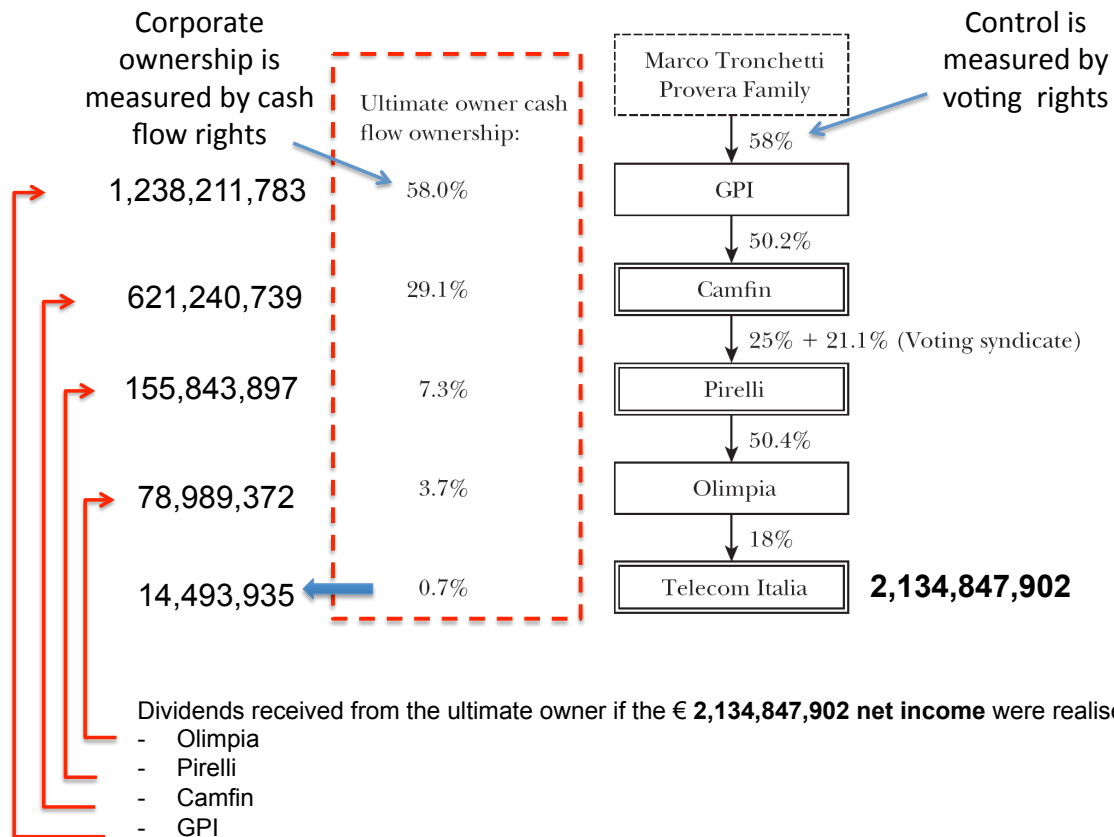 Corporate
ownership is
measured by cash
flow rights
Ultimate owner cash
flow ownership:
Marco Tronchetti
Provera Family
Control is
measured by
voting rights
58%
1,238,211,783
58.0%
GPI
50.2%
621,240,739
29.1%
Camfin
25% + 21.1% (Voting syndicate)
155,843,897
7.3%
Pirelli
50.4%
78,989,372
3.7%
Olimpia
18%
14,493,935
0.7%
Telecom Italia
2,134,847,902
Dividends received from the ultimate owner if the € 2,134,847,902 net income were realise
- Olimpia
- Pirelli
- Camfin
- GPI